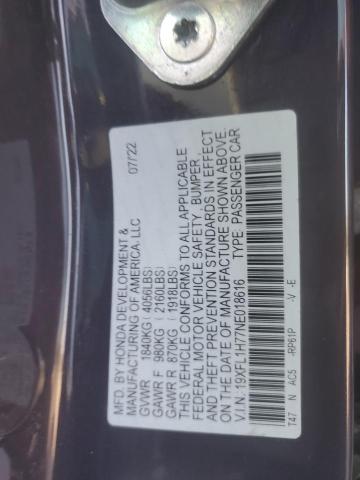 MFD. BY HONDA DEVELOPMENT &
MANUFACTURING OF AMERICA, LLC 07/22
GVWR 1840KG ( 4056LBS)
GAWR F 980KG ( 2160LBS)
GAWR R 870KG ( 1918LBS)
THIS VEHICLE CONFORMS TO ALL APPLICABLE
FEDERAL MOTOR VEHICLE SAFETY, BUMPER,
AND THEFT PREVENTION STANDARDS IN EFFECT
ON THE DATE OF MANUFACTURE SHOWN ABOVE.
V.I.N. 19XFL1H77NE018616 TYPE: PASSENGER CAR
T47 N AC5 -RP61P -V -E